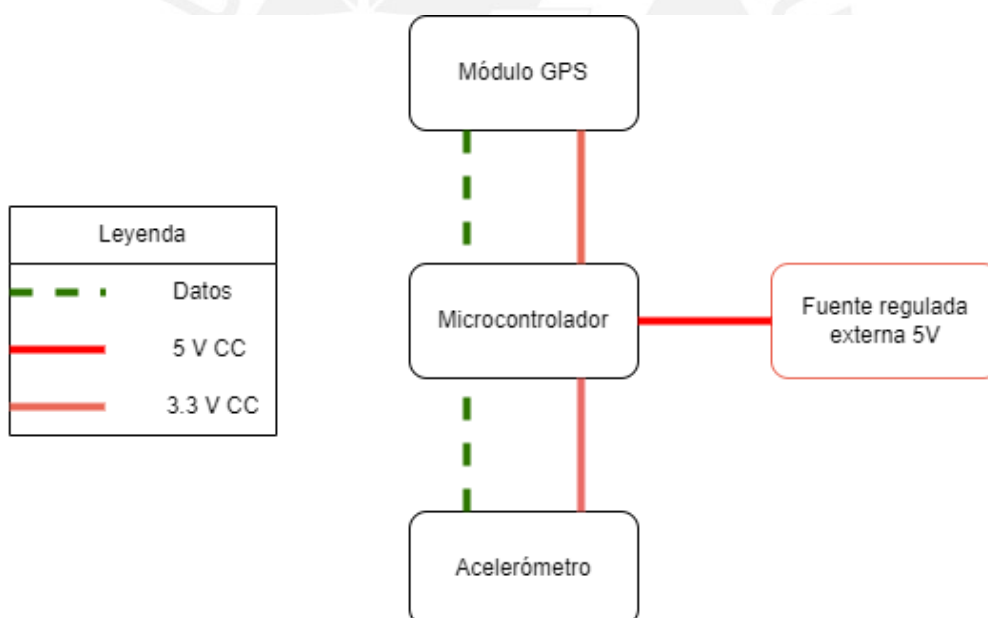 Módulo GPS
Leyenda
Datos
5 V CC
3.3 V CC
Microcontrolador
Fuente regulada
externa 5V
Acelerómetro